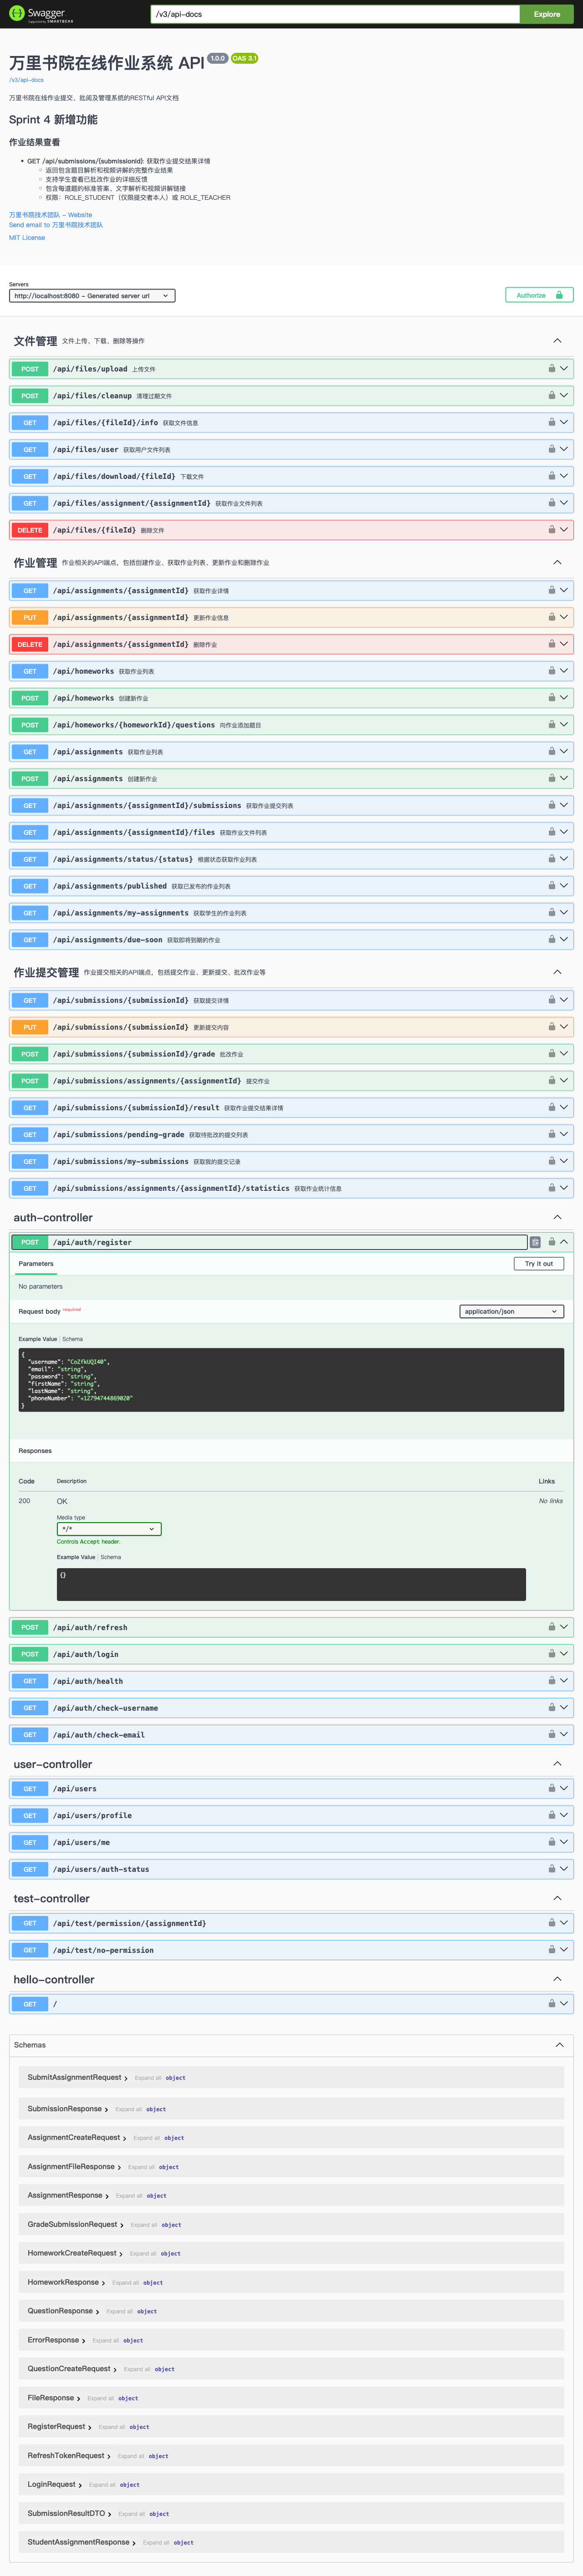 Swagger
Supported by SMARTBEAR
/v3/api-docs
Explore
万里书院在线作业系统 API 1.0.0 OAS 3.1
/v3/api-docs
万里书院在线作业提交、批阅及管理系统的RESTful API文档
Sprint 4 新增功能
作业结果查看
GET /api/submissions/{submissionId}: 获取作业提交结果详情
返回包含题目解析和视频讲解的完整作业结果
支持学生查看已批改作业的详细反馈
包含每道题的标准答案、文字解析和视频讲解链接
权限：ROLE_STUDENT（仅限提交者本人）或 ROLE_TEACHER
万里书院技术团队 - Website
Send email to 万里书院技术团队
MIT License
Servers
http://localhost:8080 - Generated server url
Authorize
文件管理 文件上传、下载、删除等操作
POST /api/files/upload 上传文件
POST /api/files/cleanup 清理过期文件
GET /api/files/{fileId}/info 获取文件信息
GET /api/files/user 获取用户文件列表
GET /api/files/download/{fileId} 下载文件
GET /api/files/assignment/{assignmentId} 获取作业文件列表
DELETE /api/files/{fileId} 删除文件
作业管理 作业相关的API端点，包括创建作业、获取作业列表、更新作业和删除作业
GET /api/assignments/{assignmentId} 获取作业详情
PUT /api/assignments/{assignmentId} 更新作业信息
DELETE /api/assignments/{assignmentId} 删除作业
GET /api/homeworks 获取作业列表
POST /api/homeworks 创建新作业
POST /api/homeworks/{homeworkId}/questions 向作业添加题目
GET /api/assignments 获取作业列表
POST /api/assignments 创建新作业
GET /api/assignments/{assignmentId}/submissions 获取作业提交列表
GET /api/assignments/{assignmentId}/files 获取作业文件列表
GET /api/assignments/status/{status} 根据状态获取作业列表
GET /api/assignments/published 获取已发布的作业列表
GET /api/assignments/my-assignments 获取学生的作业列表
GET /api/assignments/due-soon 获取即将到期的作业
作业提交管理 作业提交相关的API端点，包括提交作业、更新提交、批改作业等
GET /api/submissions/{submissionId} 获取提交详情
PUT /api/submissions/{submissionId} 更新提交内容
POST /api/submissions/{submissionId}/grade 批改作业
POST /api/submissions/assignments/{assignmentId} 提交作业
GET /api/submissions/{submissionId}/result 获取作业提交结果详情
GET /api/submissions/pending-grade 获取待批改的提交列表
GET /api/submissions/my-submissions 获取我的提交记录
GET /api/submissions/assignments/{assignmentId}/statistics 获取作业统计信息
auth-controller
POST /api/auth/register
Parameters
Try it out
No parameters
Request body required
application/json
Example Value | Schema
{
"username": "CoZfkUQI40",
"email": "string",
"password": "string",
"firstName": "string",
"lastName": "string",
"phoneNumber": "+12794744869020"
}
Responses
Code Description Links
200 OK No links
Media type
*/*
Controls Accept header.
Example Value | Schema
{}
POST /api/auth/refresh
POST /api/auth/login
GET /api/auth/health
GET /api/auth/check-username
GET /api/auth/check-email
user-controller
GET /api/users
GET /api/users/profile
GET /api/users/me
GET /api/users/auth-status
test-controller
GET /api/test/permission/{assignmentId}
GET /api/test/no-permission
hello-controller
GET /
Schemas
SubmitAssignmentRequest Expand all object
SubmissionResponse Expand all object
AssignmentCreateRequest Expand all object
AssignmentFileResponse Expand all object
AssignmentResponse Expand all object
GradeSubmissionRequest Expand all object
HomeworkCreateRequest Expand all object
HomeworkResponse Expand all object
QuestionResponse Expand all object
ErrorResponse Expand all object
QuestionCreateRequest Expand all object
FileResponse Expand all object
RegisterRequest Expand all object
RefreshTokenRequest Expand all object
LoginRequest Expand all object
SubmissionResultDTO Expand all object
StudentAssignmentResponse Expand all object